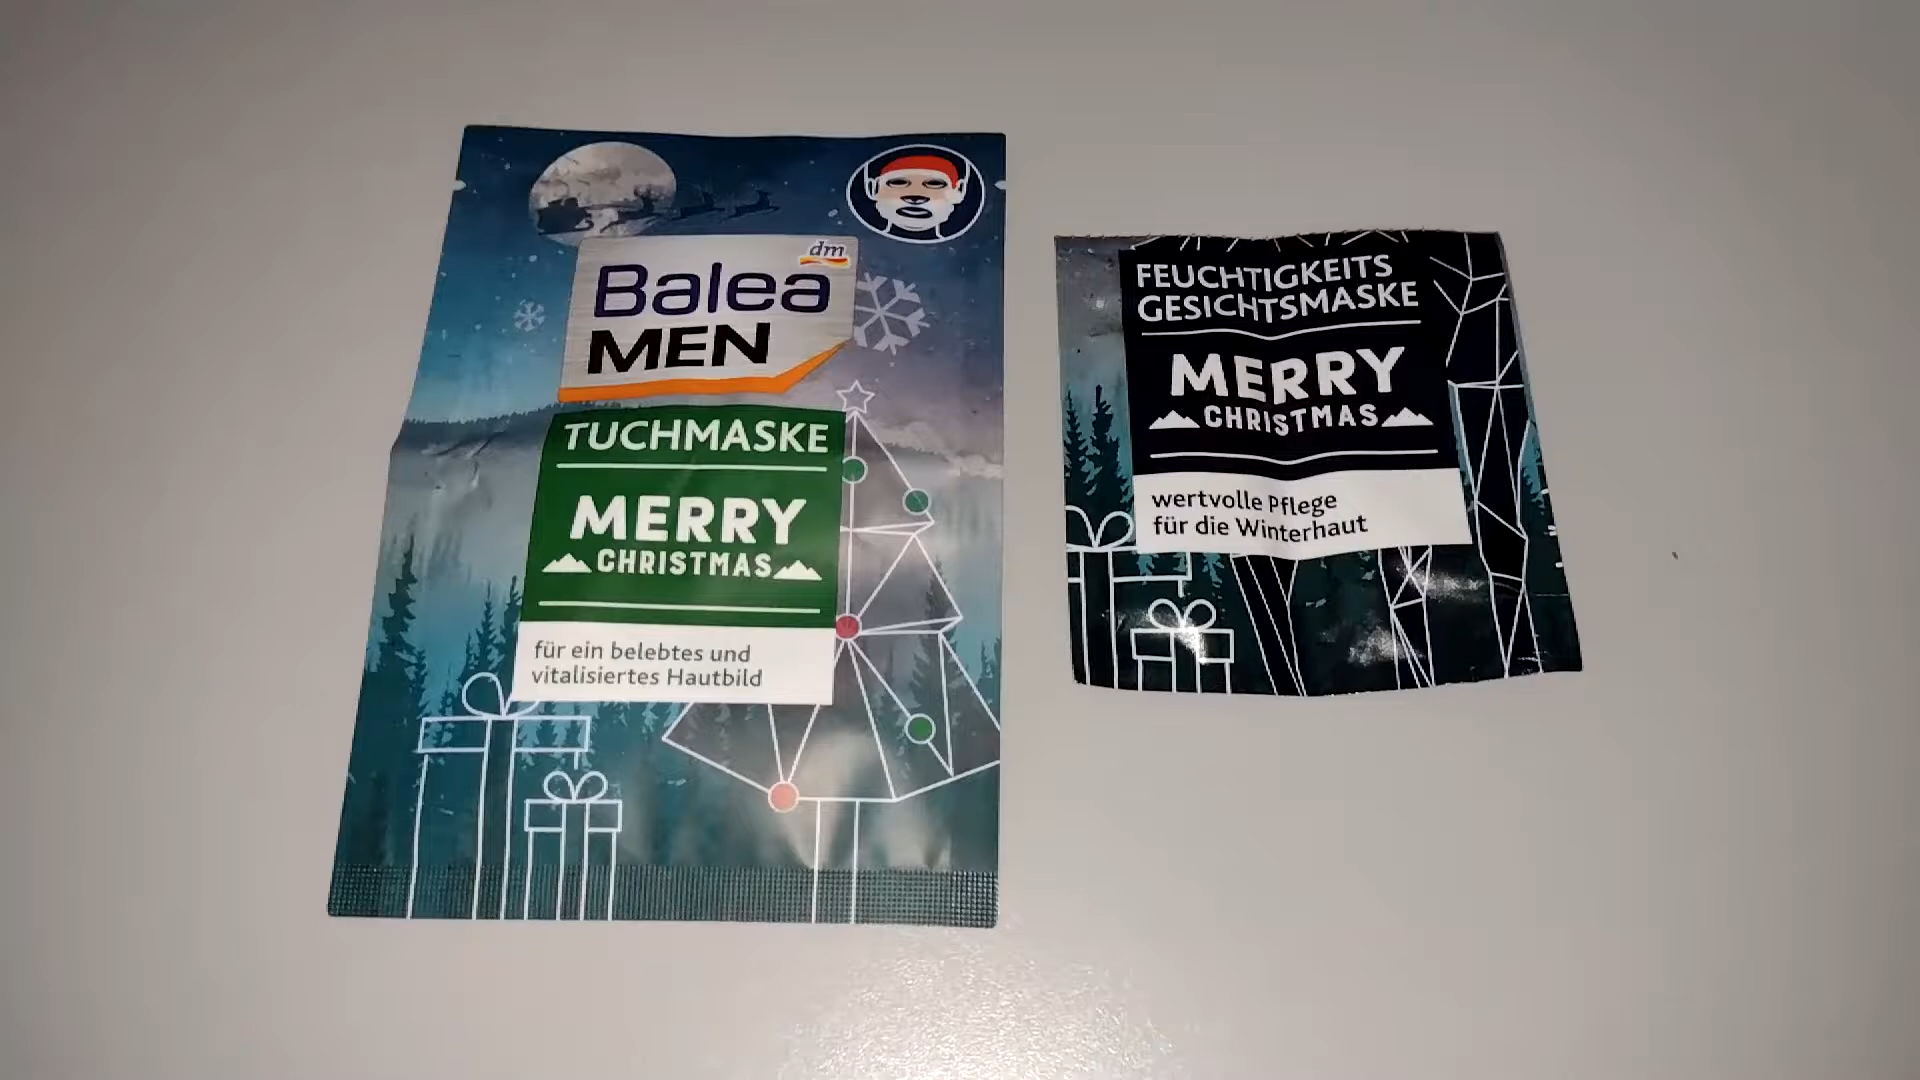 dm
Balea
MEN
TUCHMASKE
MERRY
CHRISTMAS
für ein belebtes und
vitalisiertes Hautbild
FEUCHTIGKEITS
GESICHTSMASKE
MERRY
CHRISTMAS
wertvolle Pflege
für die Winterhaut